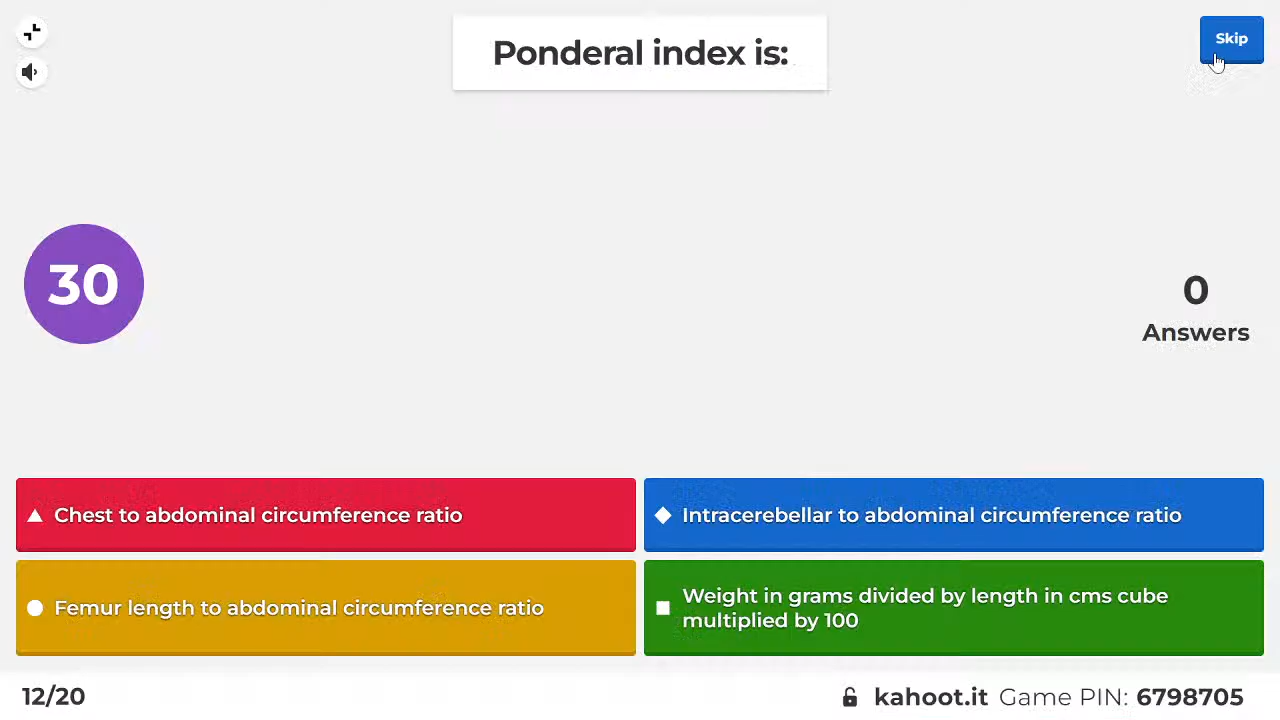 Ponderal index is:
Skip
30
0
Answers
Chest to abdominal circumference ratio
Intracerebellar to abdominal circumference ratio
Femur length to abdominal circumference ratio
Weight in grams divided by length in cms cube
multiplied by 100
12/20
kahoot.it Game PIN: 6798705